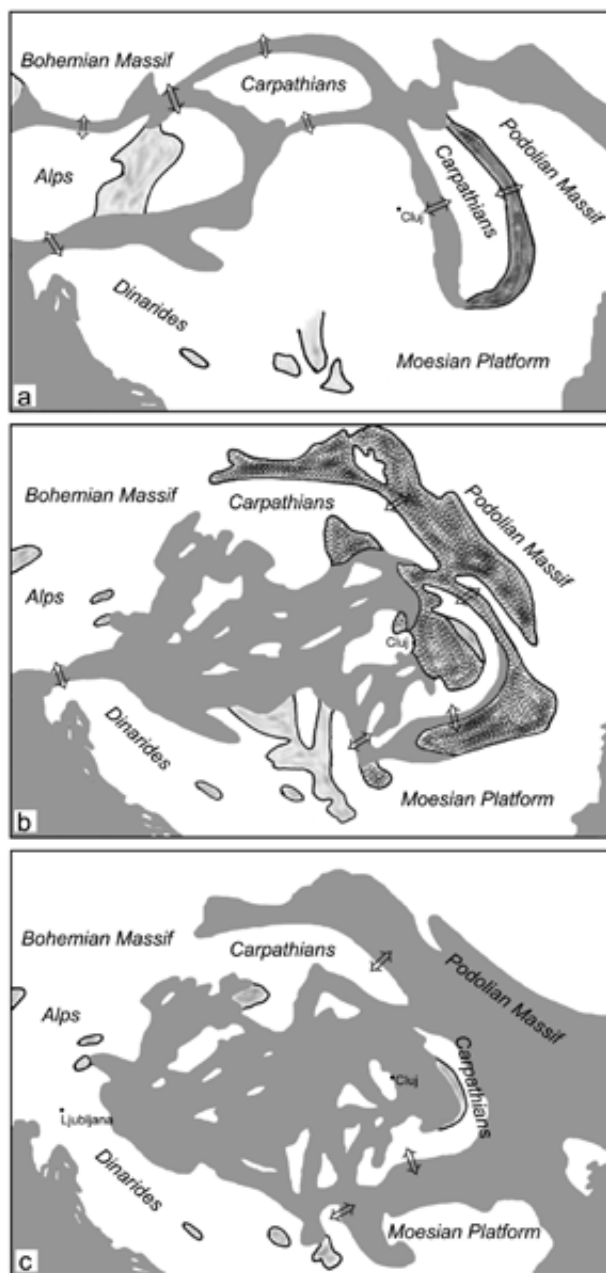 Bohemian Massif
Carpathians
Podolian Massif
Alps
Carpathians
Cluj
Dinarides
Moesian Platform
a
Bohemian Massif
Carpathians
Podolian Massif
Alps
Cluj
Dinarides
Moesian Platform
b
Bohemian Massif
Carpathians
Podolian Massif
Alps
Carpathians
Cluj
Ljubljana
Dinarides
Moesian Platform
c